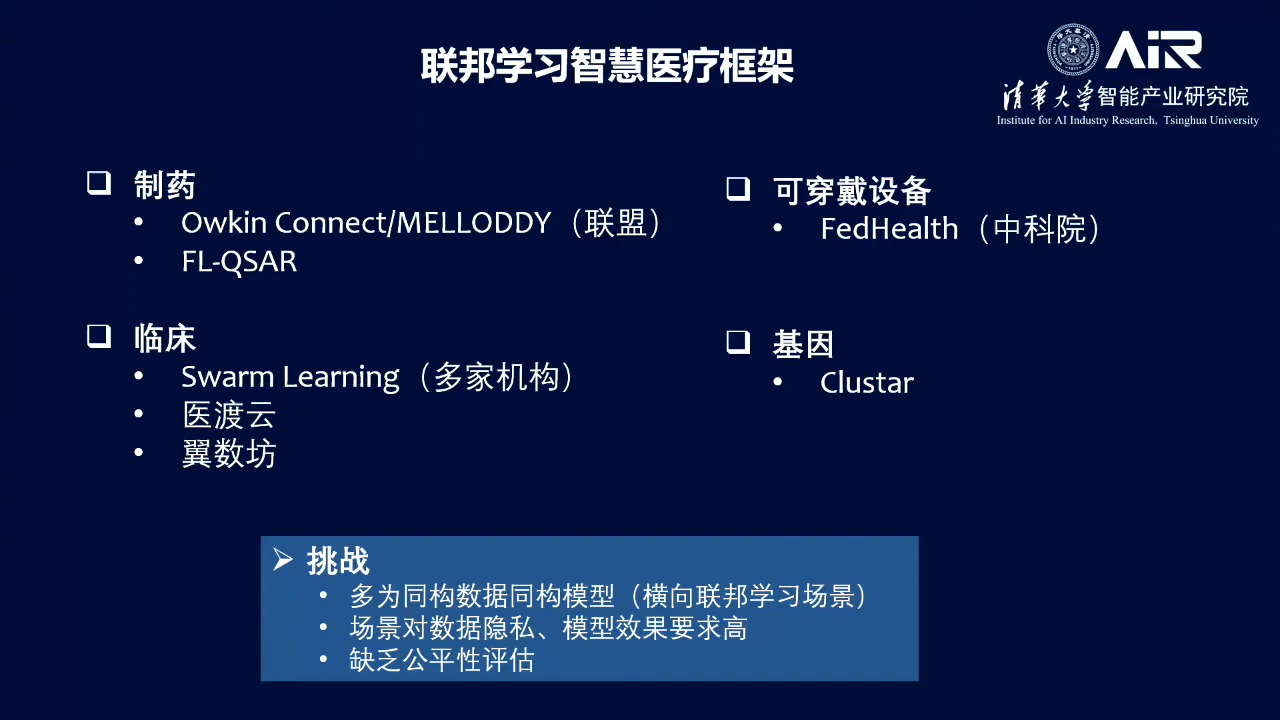 联邦学习智慧医疗框架
AIR
清华大学智能产业研究院
Institute for AI Industry Research, Tsinghua University
❑ 制药
• Owkin Connect/MELLODDY（联盟）
• FL-QSAR
❑ 临床
• Swarm Learning（多家机构）
• 医渡云
• 翼数坊
❑ 可穿戴设备
• FedHealth（中科院）
❑ 基因
• Clustar
➢ 挑战
• 多为同构数据同构模型（横向联邦学习场景）
• 场景对数据隐私、模型效果要求高
• 缺乏公平性评估